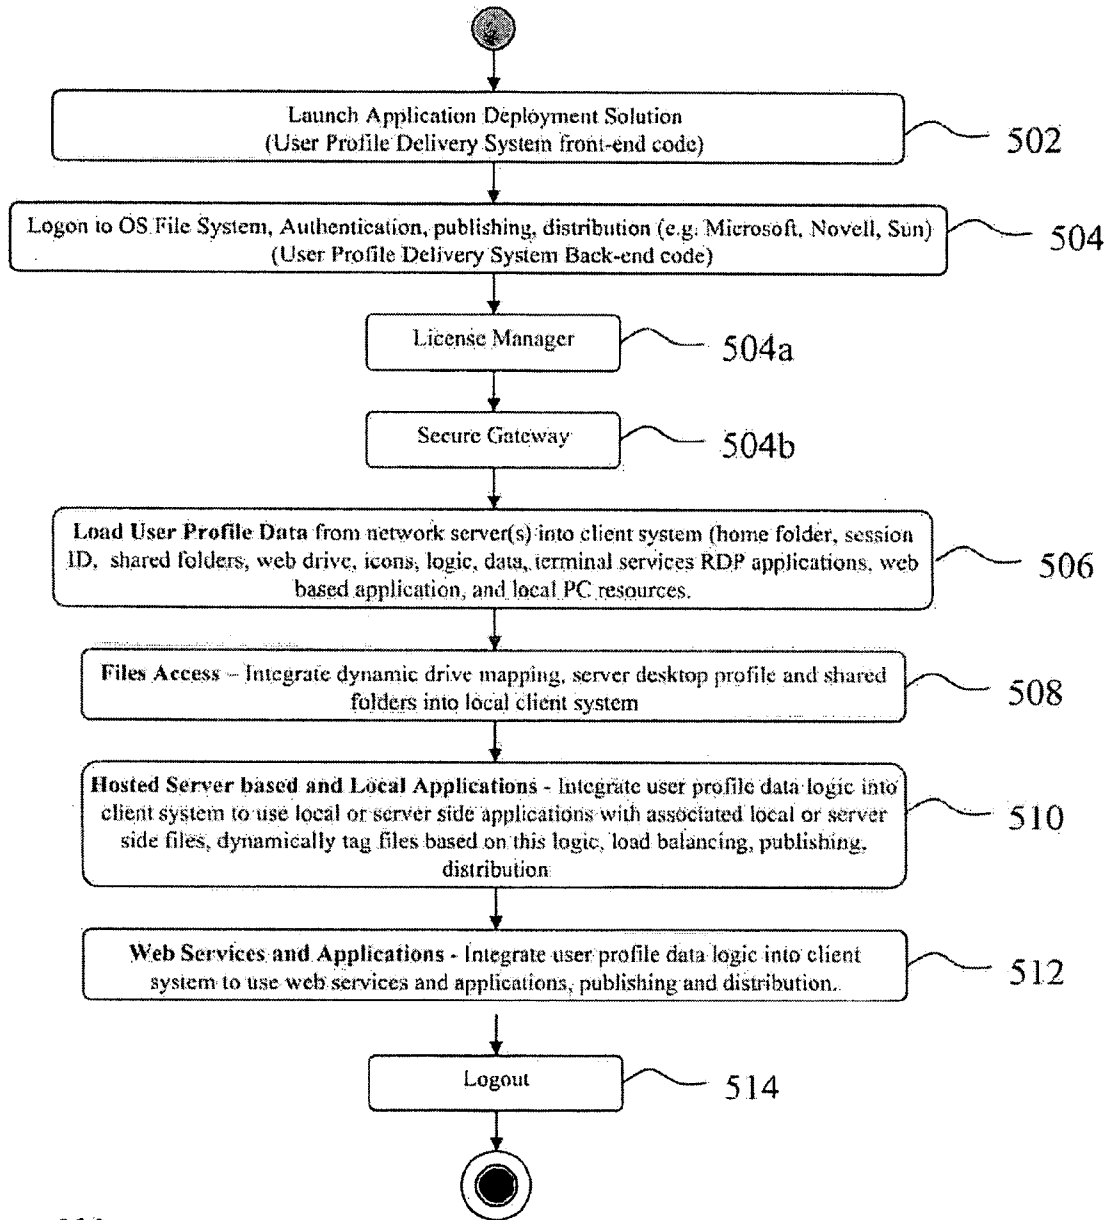 Launch Application Deployment Solution
(User Profile Delivery System front-end code)
502
Logon to OS File System, Authentication, publishing, distribution (e.g. Microsoft, Novell, Sun)
(User Profile Delivery System Back-end code)
504
License Manager
504a
Secure Gateway
504b
Load User Profile Data from network server(s) into client system (home folder, session
ID, shared folders, web drive, icons, logic, data, terminal services RDP applications, web
based application, and local PC resources.
506
Files Access – Integrate dynamic drive mapping, server desktop profile and shared
folders into local client system
508
Hosted Server based and Local Applications - Integrate user profile data logic into
client system to use local or server side applications with associated local or server
side files, dynamically tag files based on this logic, load balancing, publishing,
distribution
510
Web Services and Applications - Integrate user profile data logic into client
system to use web services and applications, publishing and distribution.
512
Logout
514